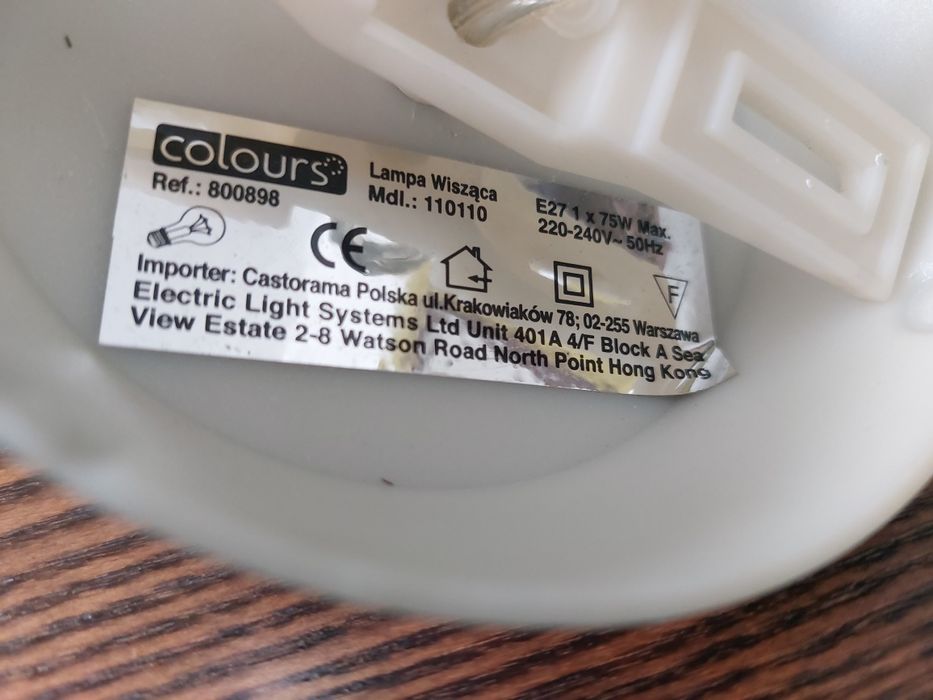 colours
Ref.: 800898
Lampa Wisząca
Mdl.: 110110
E27 1 x 75W Max.
220-240V~ 50Hz
CE
F
Importer: Castorama Polska ul.Krakowiaków 78; 02-255 Warszawa
Electric Light Systems Ltd Unit 401A 4/F Block A Sea
View Estate 2-8 Watson Road North Point Hong Kong